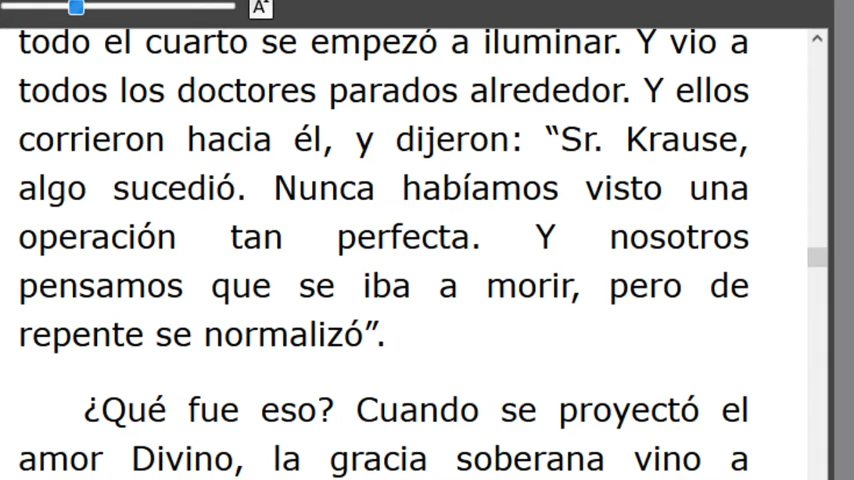 A
todo el cuarto se empezó a iluminar. Y vio a
todos los doctores parados alrededor. Y ellos
corrieron hacia él, y dijeron: “Sr. Krause,
algo sucedió. Nunca habíamos visto una
operación tan perfecta. Y nosotros
pensamos que se iba a morir, pero de
repente se normalizó”.
¿Qué fue eso? Cuando se proyectó el
amor Divino, la gracia soberana vino a